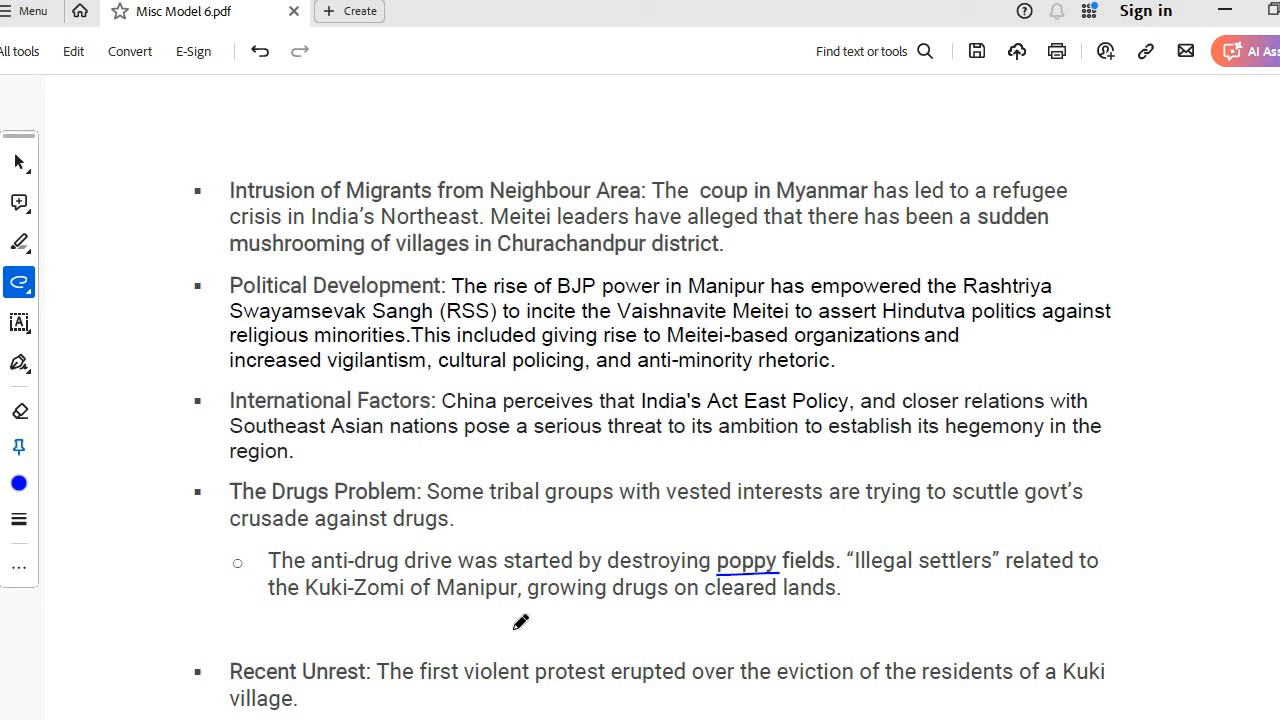 Menu
Misc Model 6.pdf
Create
Sign in
All tools
Edit
Convert
E-Sign
Find text or tools
AI Ass
▪ Intrusion of Migrants from Neighbour Area: The coup in Myanmar has led to a refugee
crisis in India’s Northeast. Meitei leaders have alleged that there has been a sudden
mushrooming of villages in Churachandpur district.
▪ Political Development: The rise of BJP power in Manipur has empowered the Rashtriya
Swayamsevak Sangh (RSS) to incite the Vaishnavite Meitei to assert Hindutva politics against
religious minorities.This included giving rise to Meitei-based organizations and
increased vigilantism, cultural policing, and anti-minority rhetoric.
▪ International Factors: China perceives that India's Act East Policy, and closer relations with
Southeast Asian nations pose a serious threat to its ambition to establish its hegemony in the
region.
▪ The Drugs Problem: Some tribal groups with vested interests are trying to scuttle govt’s
crusade against drugs.
○ The anti-drug drive was started by destroying poppy fields. “Illegal settlers” related to
the Kuki-Zomi of Manipur, growing drugs on cleared lands.
▪ Recent Unrest: The first violent protest erupted over the eviction of the residents of a Kuki
village.